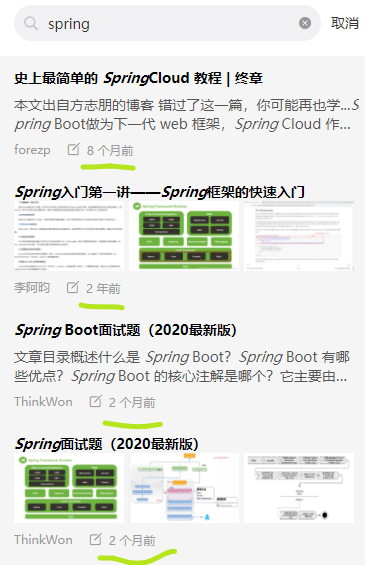 spring
取消
史上最简单的 SpringCloud 教程 | 终章
本文出自方志朋的博客 错过了这一篇，你可能再也学...S
pring Boot做为下一代 web 框架，Spring Cloud 作...
forezp 8 个月前
Spring入门第一讲——Spring框架的快速入门
李阿昀 2 年前
Spring Boot面试题（2020最新版）
文章目录概述什么是 Spring Boot？Spring Boot 有哪
些优点？Spring Boot 的核心注解是哪个？它主要由...
ThinkWon 2 个月前
Spring面试题（2020最新版）
ThinkWon 2 个月前